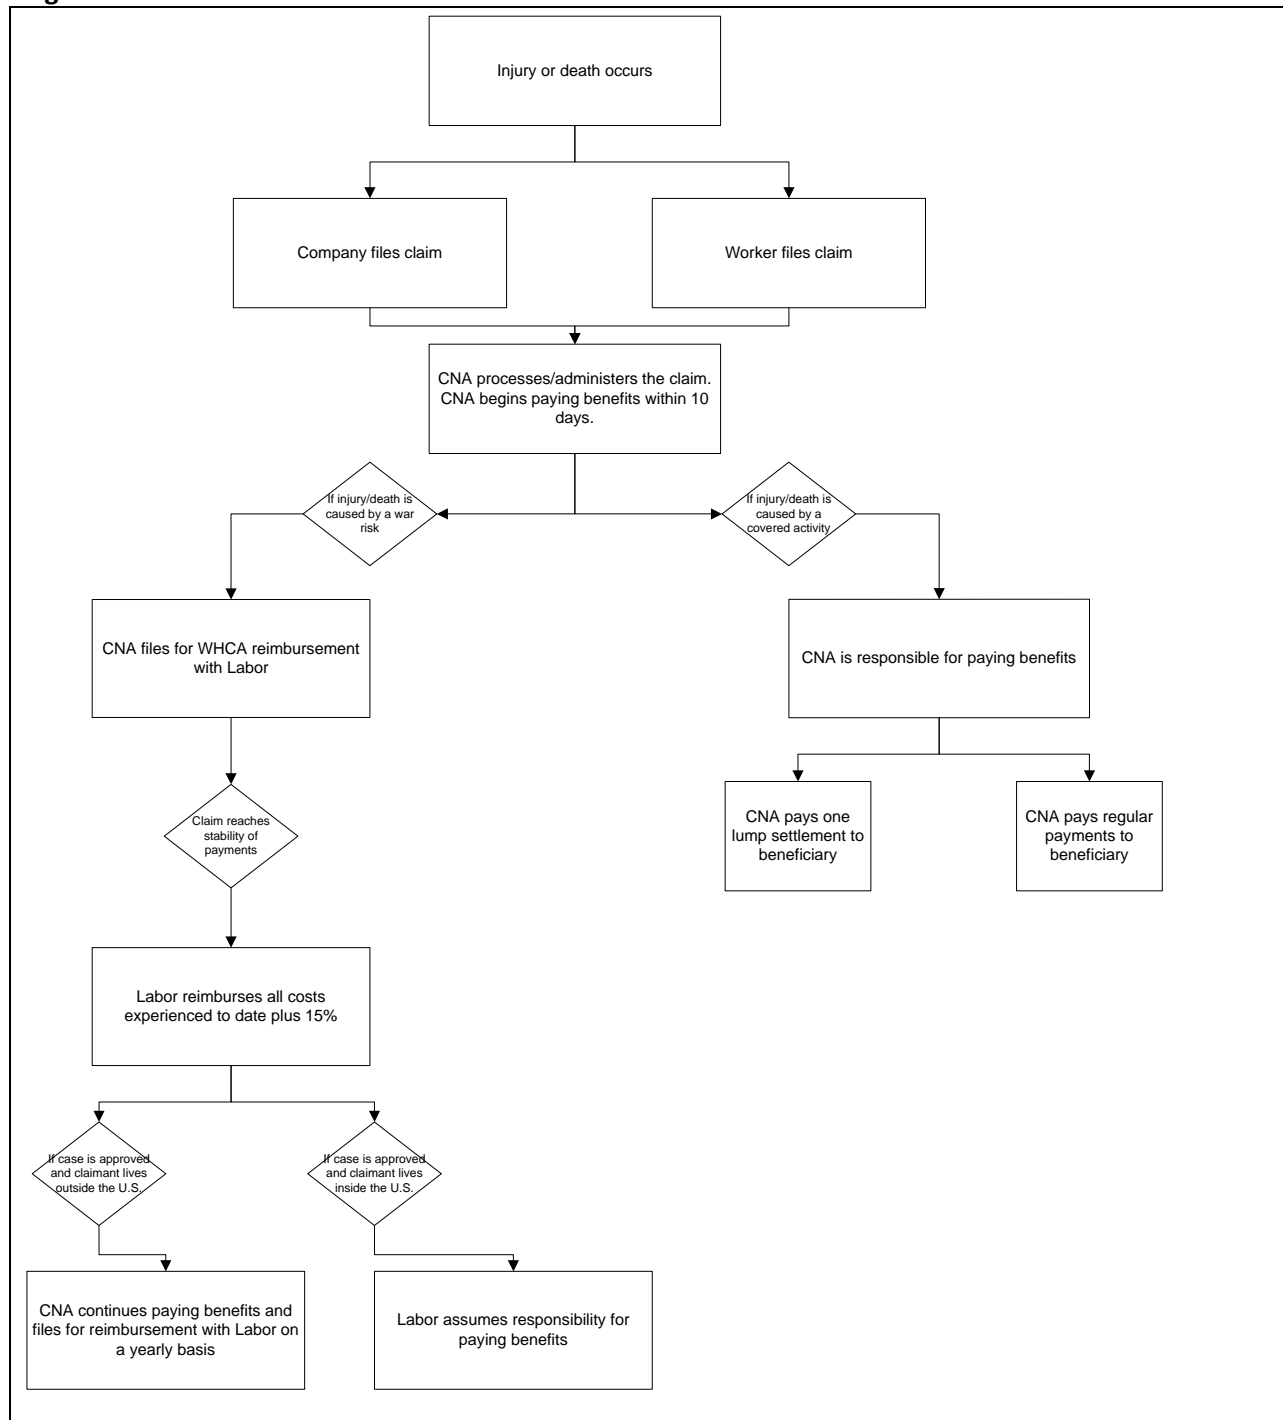 Injury or death occurs
Company files claim
Worker files claim
CNA processes/administers the claim.
CNA begins paying benefits within 10
days.
If injury/death is
caused by a war
risk
If injury/death is
caused by a
covered activity
CNA files for WHCA reimbursement
with Labor
CNA is responsible for paying benefits
Claim reaches
stability of
payments
CNA pays one
lump settlement to
beneficiary
CNA pays regular
payments to
beneficiary
Labor reimburses all costs
experienced to date plus 15%
If case is approved
and claimant lives
outside the U.S.
If case is approved
and claimant lives
inside the U.S.
CNA continues paying benefits and
files for reimbursement with Labor on
a yearly basis
Labor assumes responsibility for
paying benefits